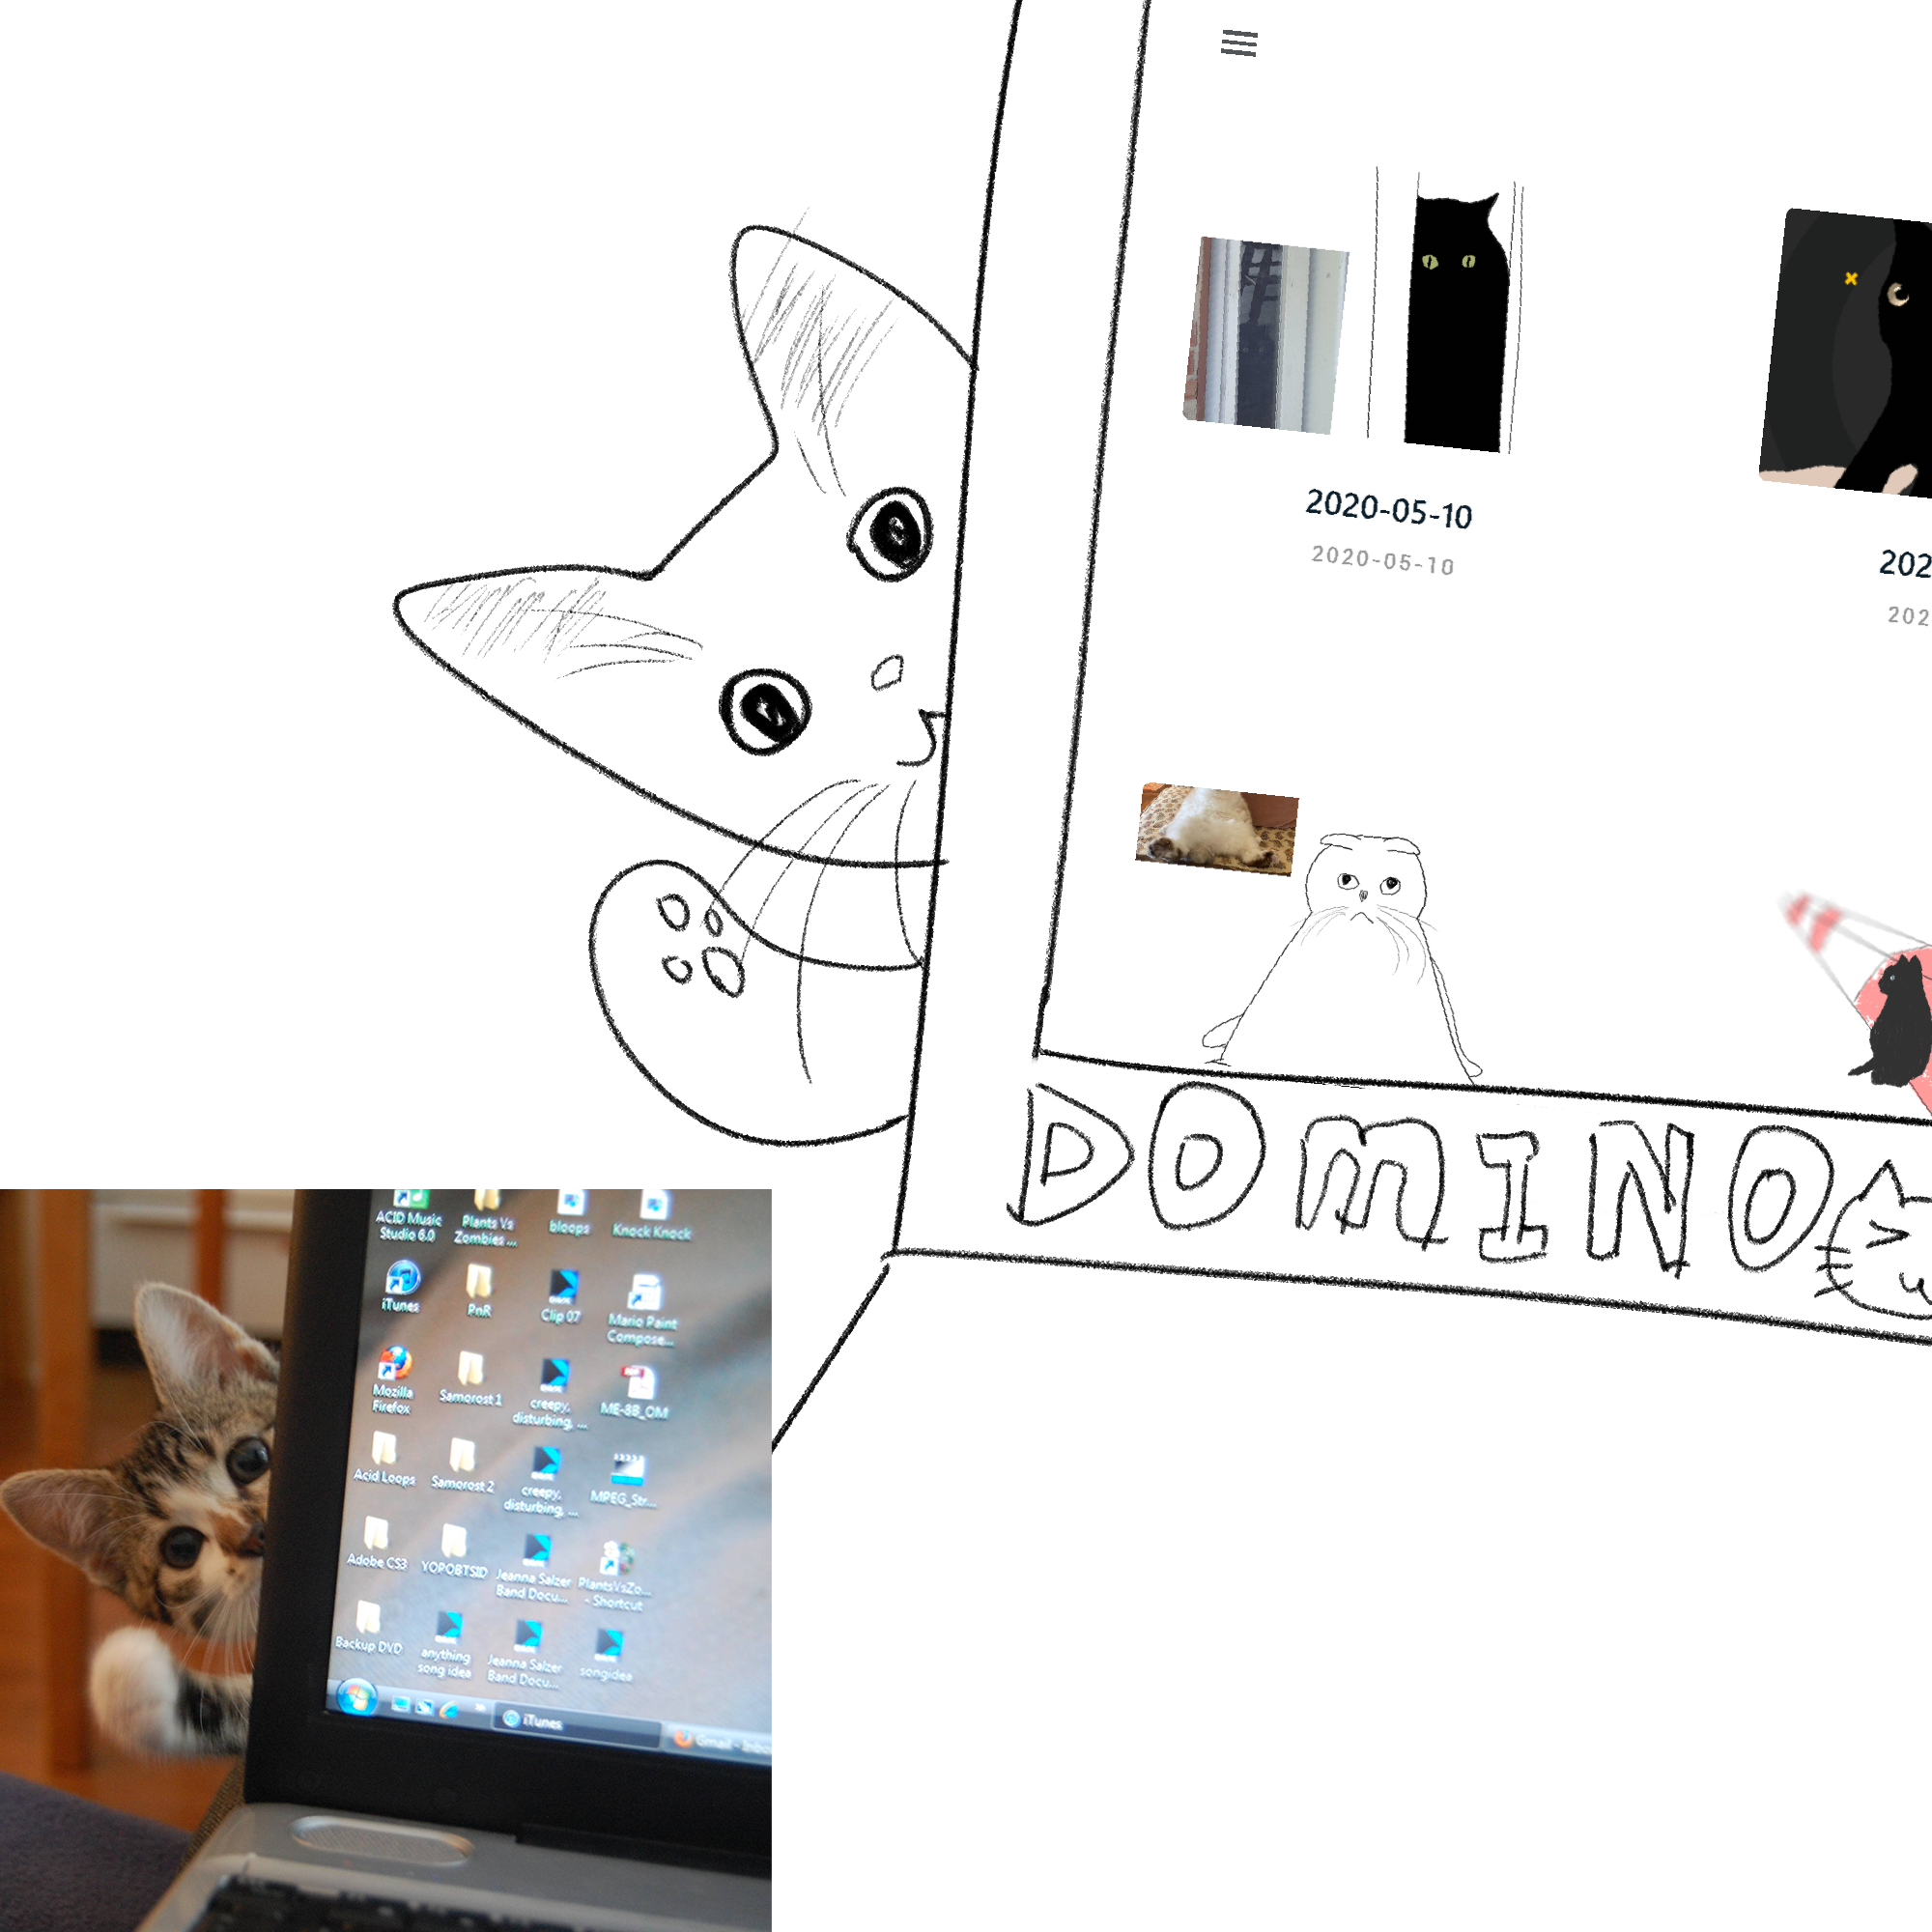 2020-05-10
2020-05-10
202
202
DOMINO
ACID Music
Studio 6.0
Plants Vs
Zombies ...
bloops
Knock Knock
iTunes
PnR
Clip 07
Mario Paint
Compose...
Mozilla
Firefox
Samorost 1
creepy,
disturbing, ...
ME-8B_OM
Acid Loops
Samorost 2
creepy,
disturbing, ...
MPEG_Str...
Adobe CS3
YOPOBTSID
Jeanna Salzer
Band Docu...
PlantsVsZo...
- Shortcut
Backup DVD
anything
song idea
Jeanna Salzer
Band Docu...
songidea
iTunes
Gmail - Inbo